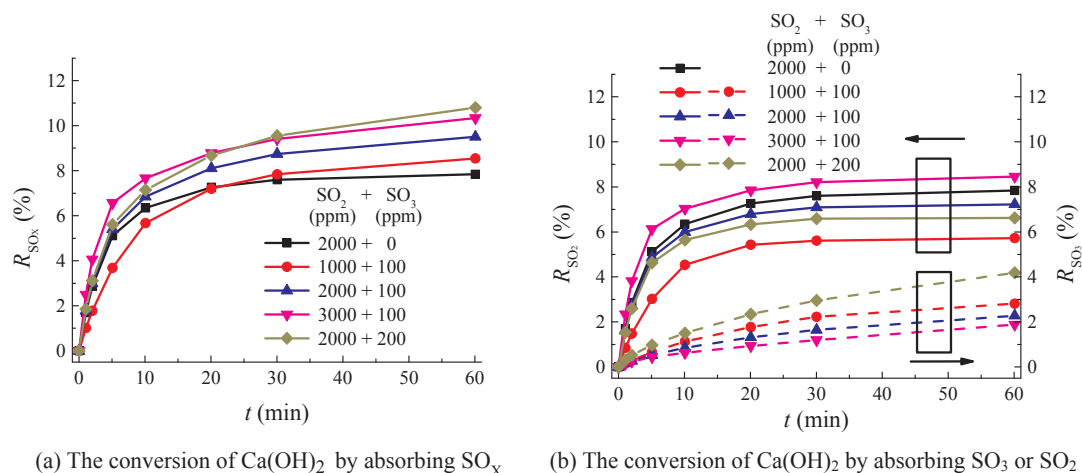 SO2 + SO3
(ppm) (ppm)
2000 + 0
1000 + 100
2000 + 100
3000 + 100
2000 + 200
12
10
8
6
4
2
0
RSOX (%)
0 10 20 30 40 50 60
t (min)
(a) The conversion of Ca(OH)2 by absorbing SOX
SO2 + SO3
(ppm) (ppm)
2000 + 0
1000 + 100
2000 + 100
3000 + 100
2000 + 200
12
10
8
6
4
2
0
RSO2 (%)
12
10
8
6
4
2
0
RSO3 (%)
0 10 20 30 40 50 60
t (min)
(b) The conversion of Ca(OH)2 by absorbing SO3 or SO2